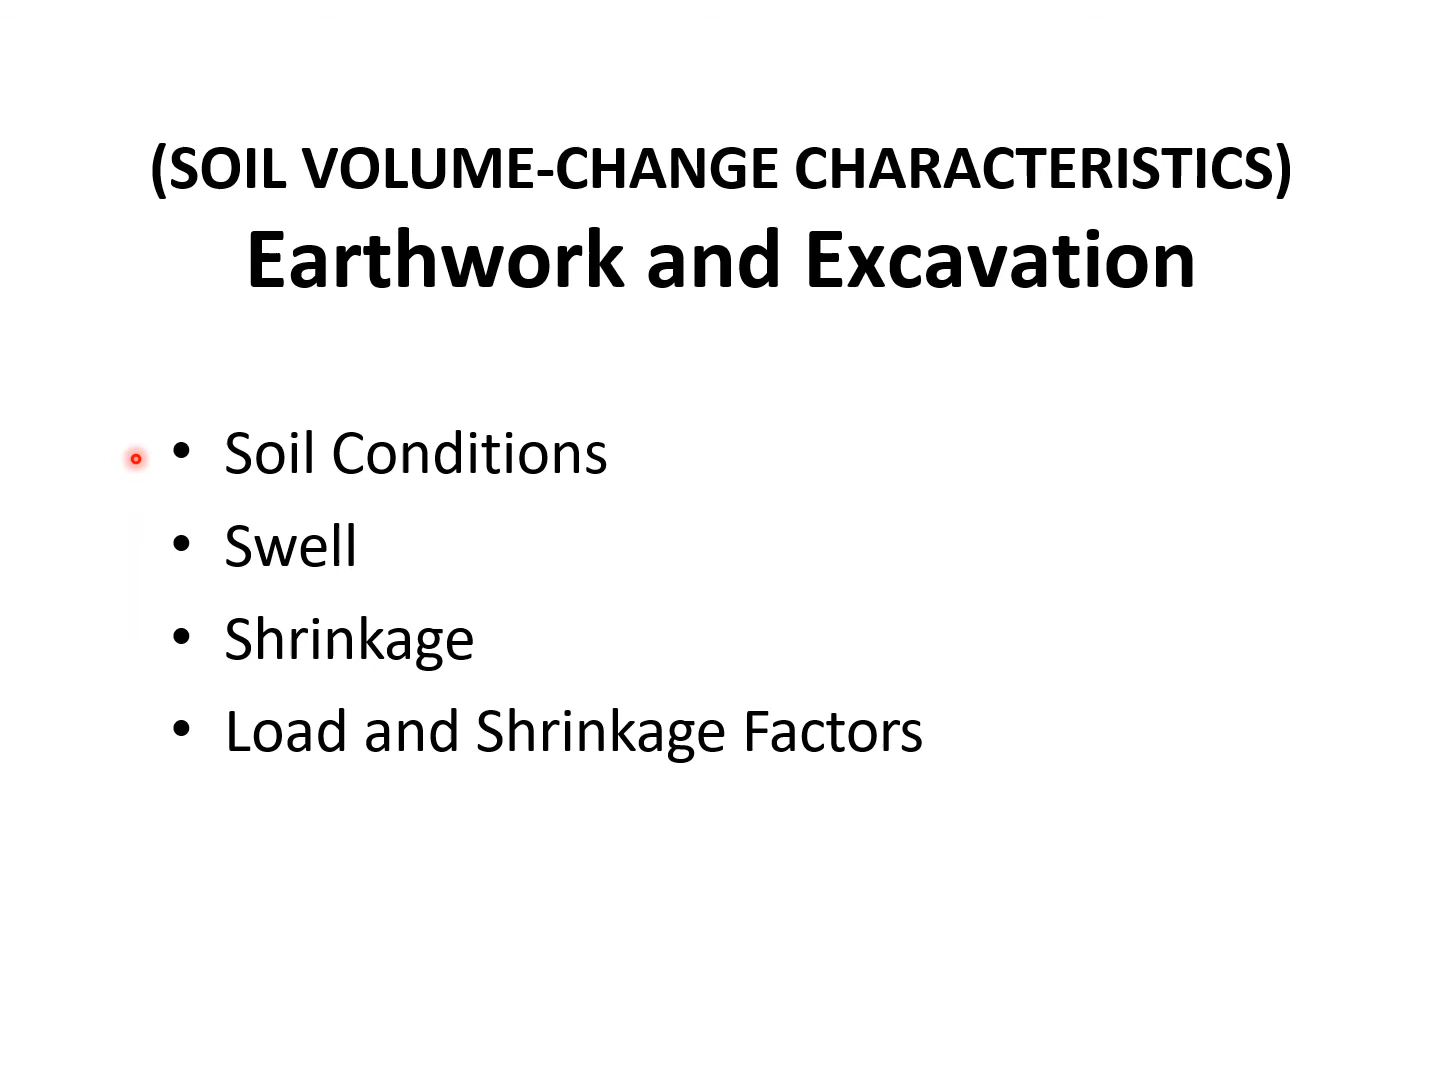 (SOIL VOLUME-CHANGE CHARACTERISTICS)
Earthwork and Excavation
• Soil Conditions
• Swell
• Shrinkage
• Load and Shrinkage Factors